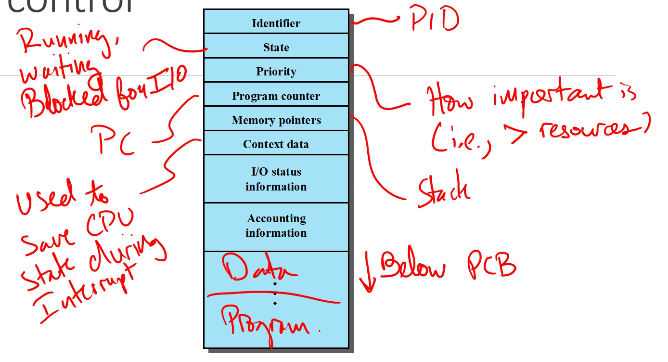 control
Identifier
PID
State
Running,
waiting
Blocked for I/O
Priority
How important is
(i.e., > resources)
Program counter
PC
Memory pointers
Stack
Context data
Used to
Save CPU
State during
Interrupt
I/O status
information
Accounting
information
Data
Program.
↓ Below PCB